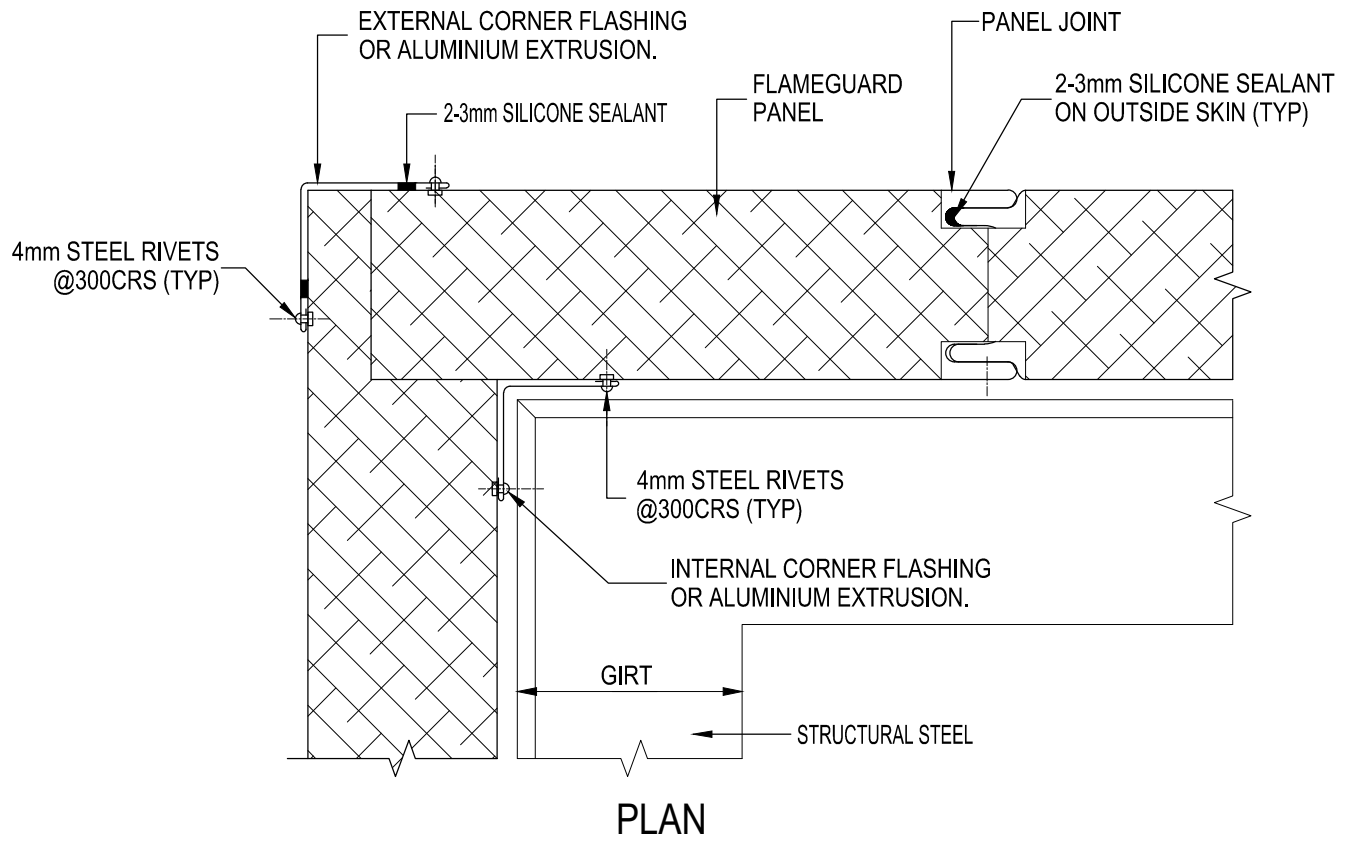 EXTERNAL CORNER FLASHING
OR ALUMINIUM EXTRUSION.
PANEL JOINT
2-3mm SILICONE SEALANT
FLAMEGUARD
PANEL
2-3mm SILICONE SEALANT
ON OUTSIDE SKIN (TYP)
4mm STEEL RIVETS
@300CRS (TYP)
4mm STEEL RIVETS
@300CRS (TYP)
INTERNAL CORNER FLASHING
OR ALUMINIUM EXTRUSION.
GIRT
STRUCTURAL STEEL
PLAN